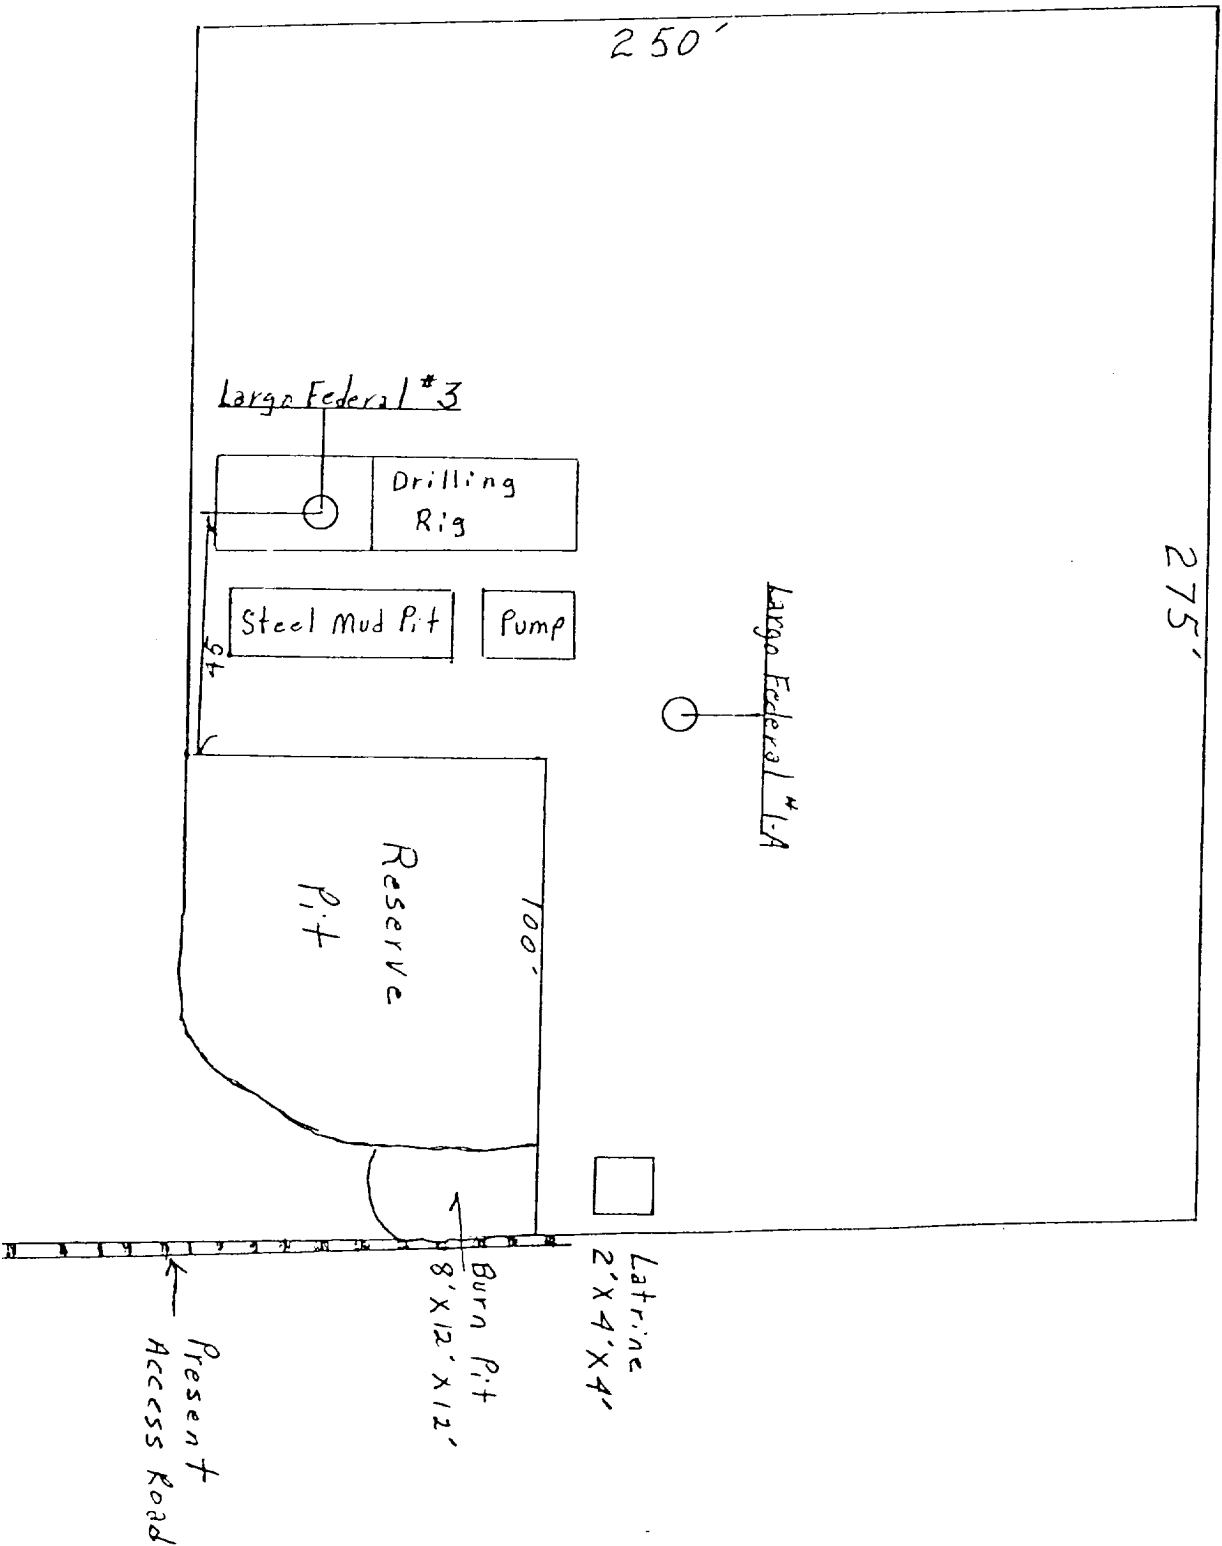 250'
275'
Largo Federal #3
Drilling
Rig
Steel Mud Pit
Pump
45
Largo Federal #1-A
100'
Reserve
Pit
Latrine
2'X4'X4'
Burn Pit
8'X12'X12'
Present
Access Road